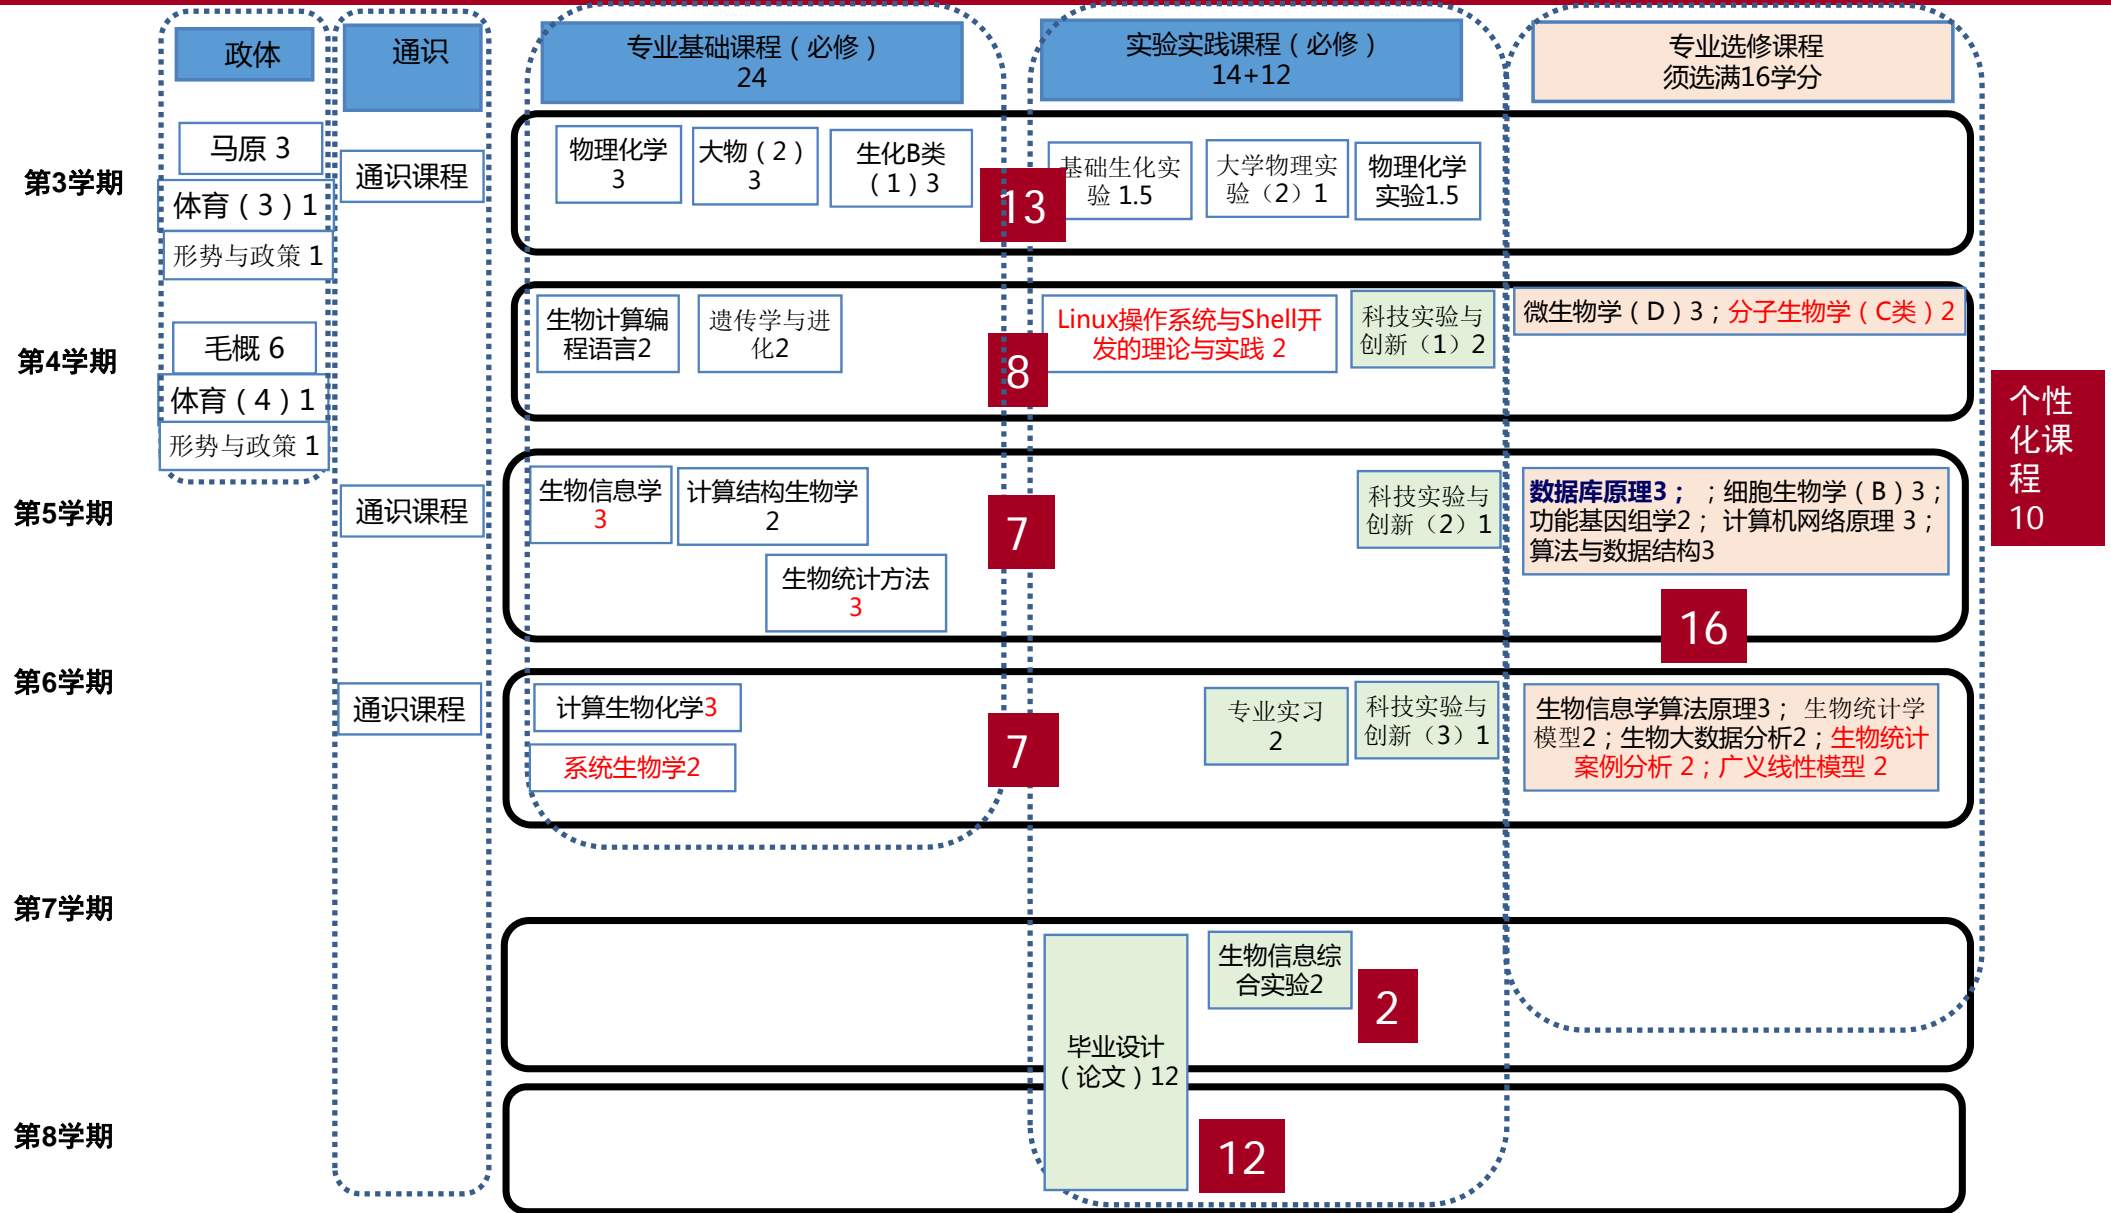 政体
通识
专业基础课程（必修）
24
实验实践课程（必修）
14+12
专业选修课程
须选满16学分
第3学期
马原 3
体育（3）1
形势与政策 1
通识课程
物理化学
3
大物（2）
3
生化B类
（1）3
13
基础生化实
验 1.5
大学物理实
验（2）1
物理化学
实验1.5
第4学期
毛概 6
体育（4）1
形势与政策 1
生物计算编
程语言2
遗传学与进
化2
8
Linux操作系统与Shell开
发的理论与实践 2
科技实验与
创新（1）2
微生物学（D）3；分子生物学（C类）2
个性
化课
程
10
第5学期
通识课程
生物信息学
3
计算结构生物学
2
生物统计方法
3
7
科技实验与
创新（2）1
数据库原理3； ；细胞生物学（B）3；
功能基因组学2； 计算机网络原理 3；
算法与数据结构3
16
第6学期
通识课程
计算生物化学3
系统生物学2
7
专业实习
2
科技实验与
创新（3）1
生物信息学算法原理3； 生物统计学
模型2；生物大数据分析2；生物统计
案例分析 2；广义线性模型 2
第7学期
生物信息综
合实验2
2
毕业设计
（论文）12
第8学期
12